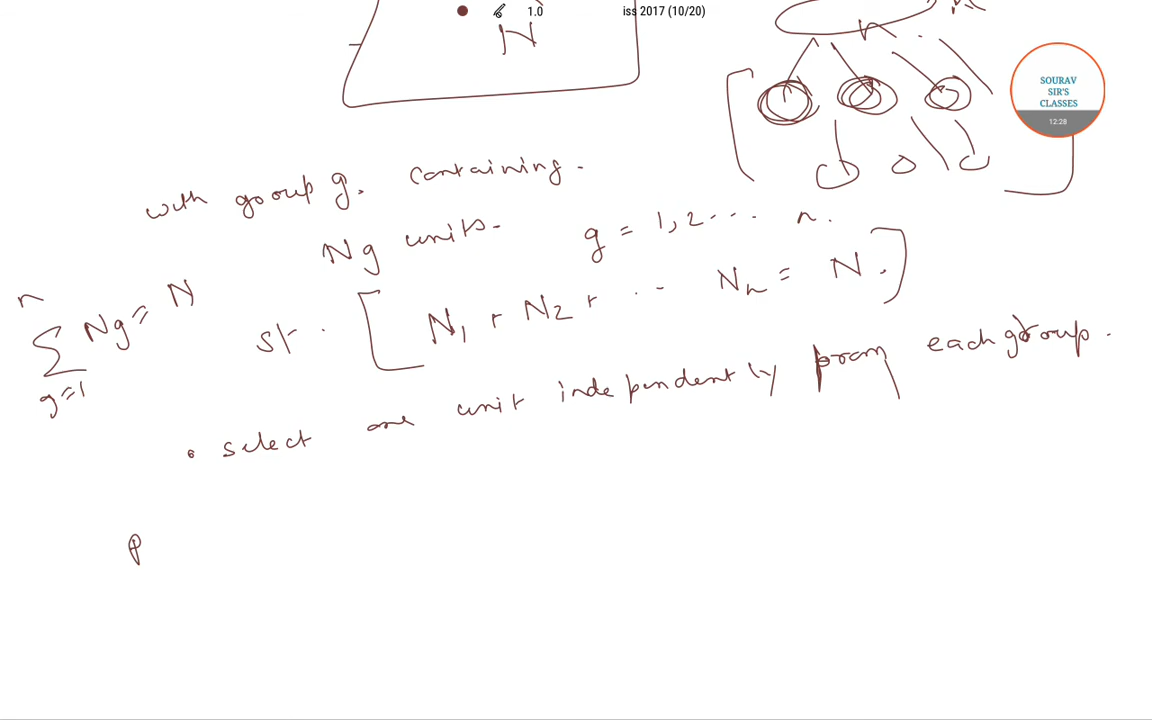 1.0 iss 2017 (10/20)
N
n.
SOURAV
SIR'S
CLASSES
12:28
with group g. containing.
Ng units. g = 1, 2 ... n.
n
∑ Ng = N
g=1
st. [N₁ + N₂ + ... Nn = N.]
• select one unit independently from each group.
P